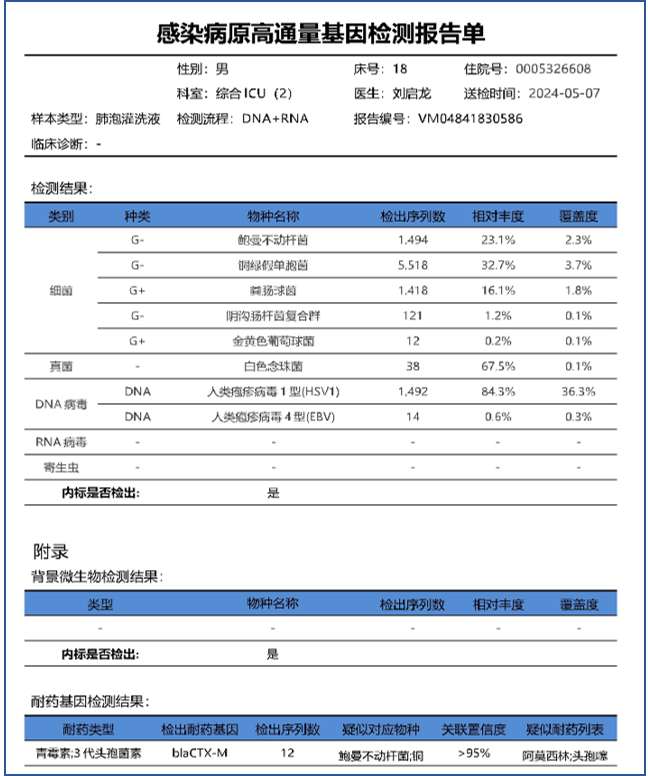 感染病原高通量基因检测报告单
性别：男 床号：18 住院号：0005326608
科室：综合ICU（2） 医生：刘启龙 送检时间：2024-05-07
样本类型：肺泡灌洗液 检测流程：DNA+RNA 报告编号：VM04841830586
临床诊断：-
检测结果：
类别 种类 物种名称 检出序列数 相对丰度 覆盖度
G- 鲍曼不动杆菌 1,494 23.1% 2.3%
G- 铜绿假单胞菌 5,518 32.7% 3.7%
细菌 G+ 粪肠球菌 1,418 16.1% 1.8%
G- 阴沟肠杆菌复合群 121 1.2% 0.1%
G+ 金黄色葡萄球菌 12 0.2% 0.1%
真菌 - 白色念珠菌 38 67.5% 0.1%
DNA病毒 DNA 人类疱疹病毒1型(HSV1) 1,492 84.3% 36.3%
DNA 人类疱疹病毒4型(EBV) 14 0.6% 0.3%
RNA病毒 - - - - -
寄生虫 - - - - -
内标是否检出: 是
附录
背景微生物检测结果：
类型 物种名称 检出序列数 相对丰度 覆盖度
- - - - -
内标是否检出: 是
耐药基因检测结果：
耐药类型 检出耐药基因 检出序列数 疑似对应物种 关联置信度 疑似耐药列表
青霉素;3代头孢菌素 blaCTX-M 12 鲍曼不动杆菌;铜 >95% 阿莫西林;头孢噻